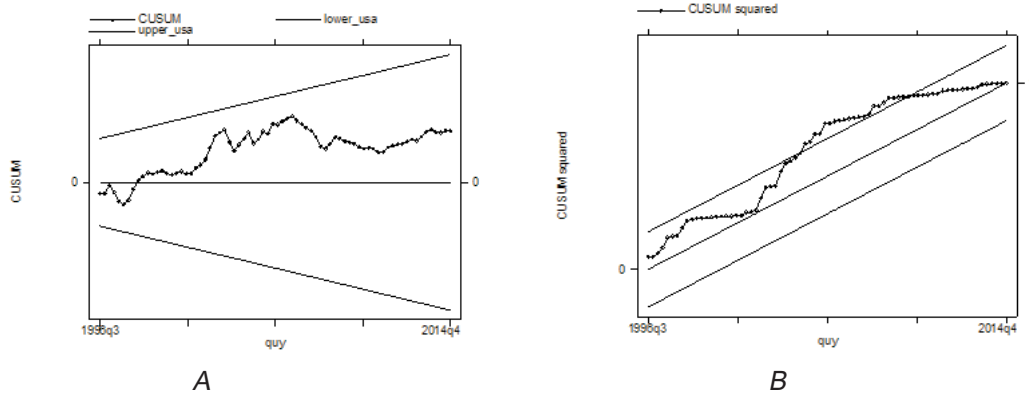 CUSUM lower_usa
upper_usa
CUSUM
0
0
1998q3 2014q4
quy
A
CUSUM squared
CUSUM squared
0
1998q3 2014q4
quy
B